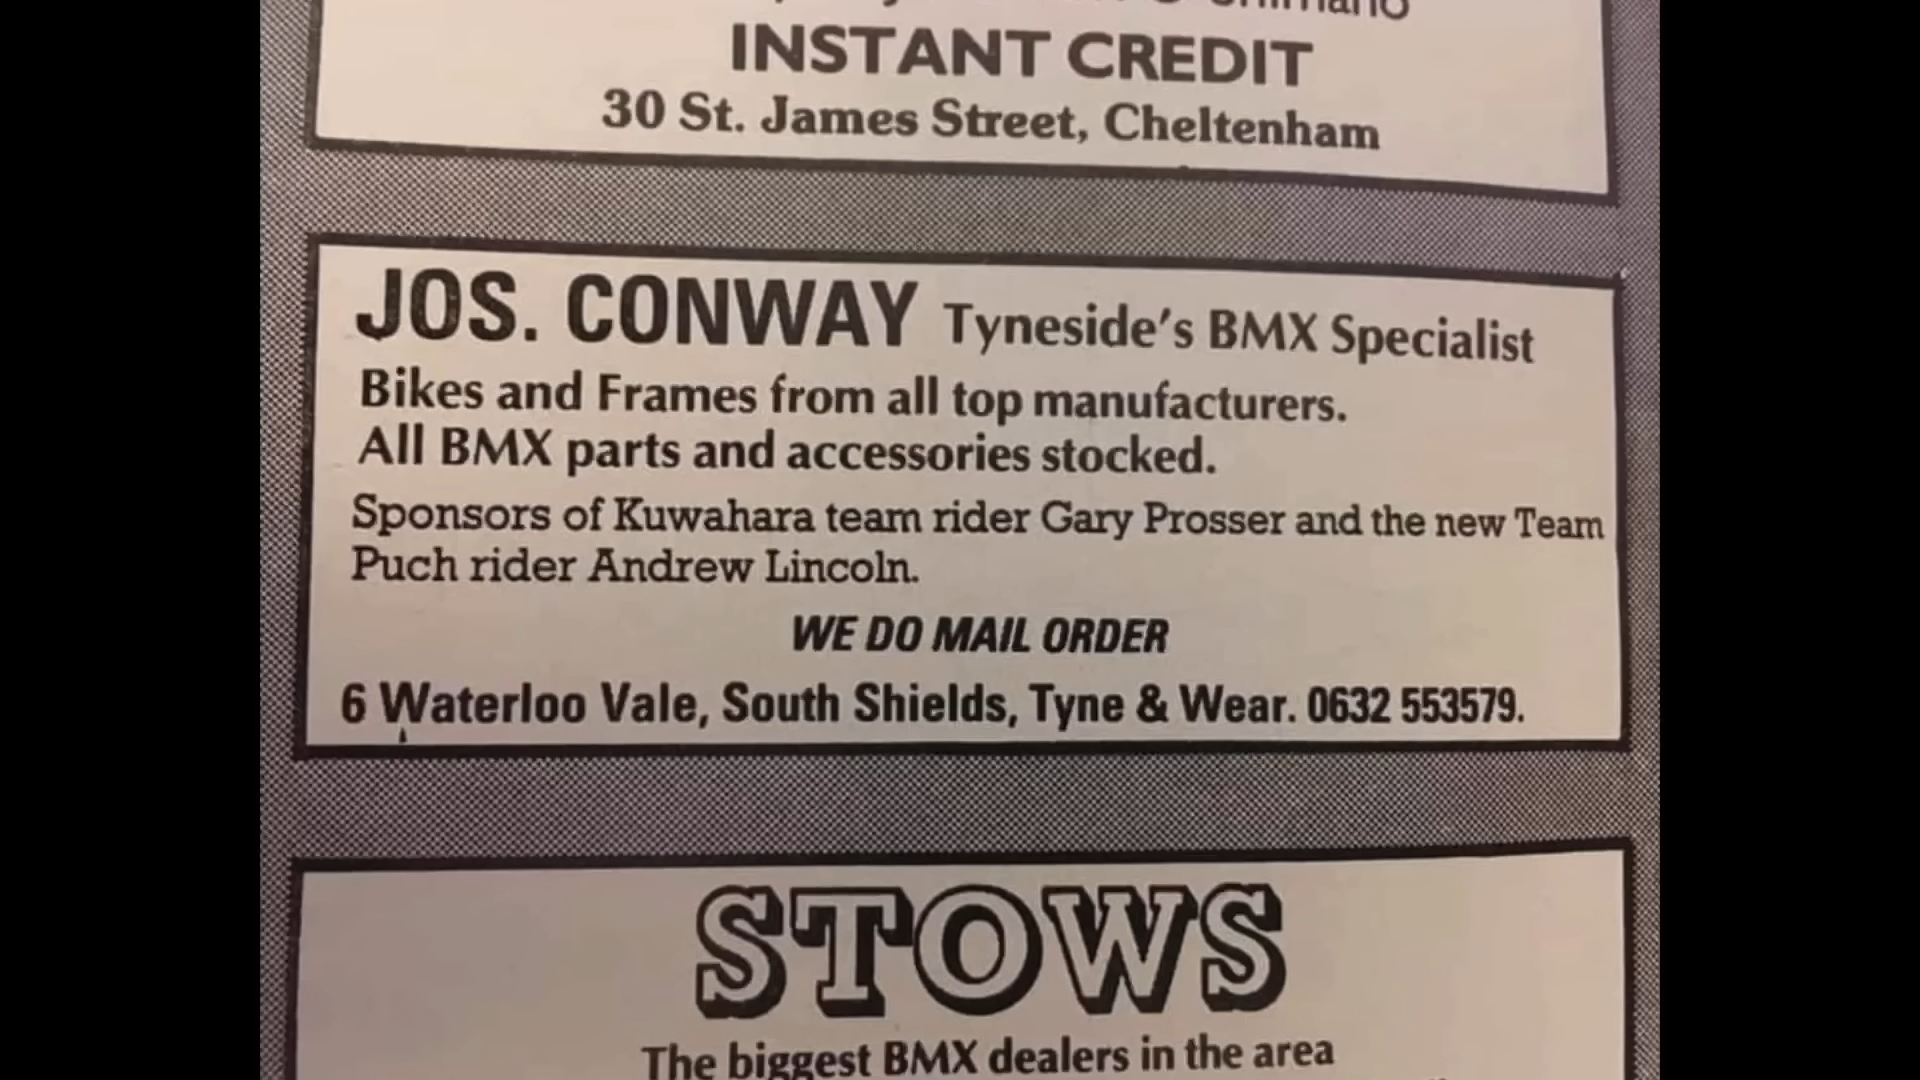 INSTANT CREDIT
30 St. James Street, Cheltenham
JOS. CONWAY Tyneside's BMX Specialist
Bikes and Frames from all top manufacturers.
All BMX parts and accessories stocked.
Sponsors of Kuwahara team rider Gary Prosser and the new Team
Puch rider Andrew Lincoln.
WE DO MAIL ORDER
6 Waterloo Vale, South Shields, Tyne & Wear. 0632 553579.
STOWS
The biggest BMX dealers in the area